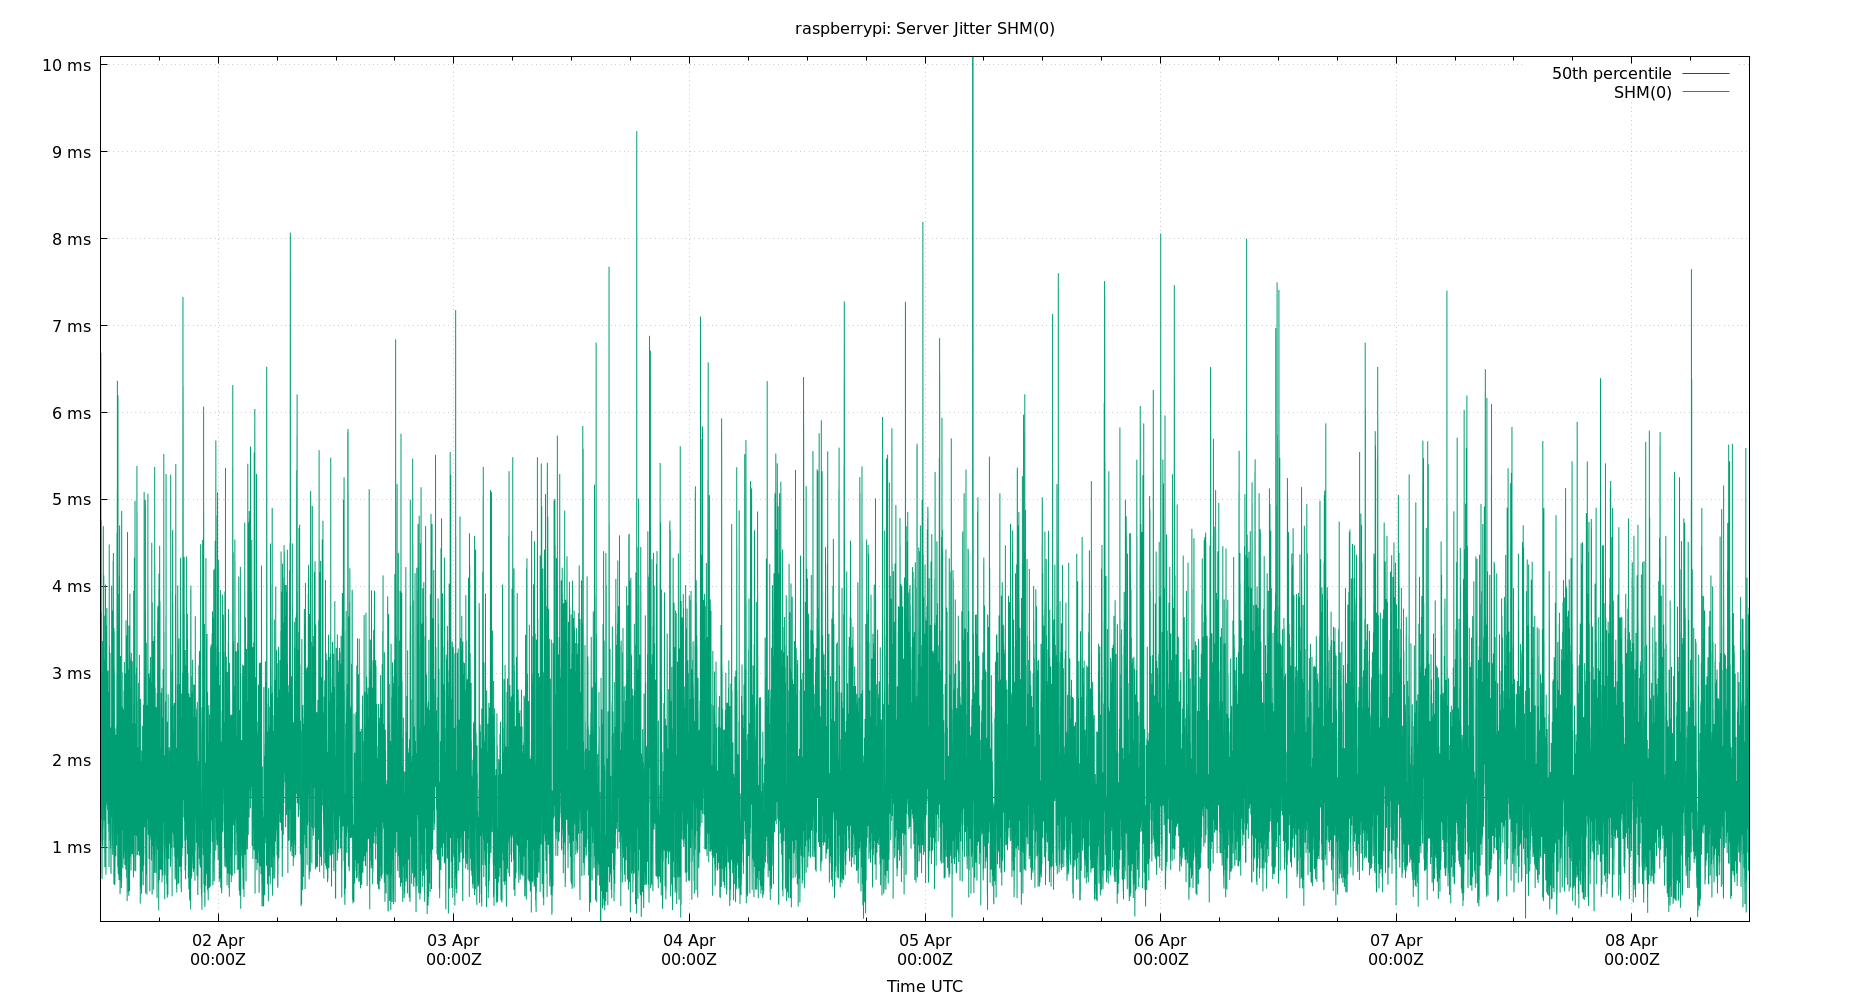 raspberrypi: Server Jitter SHM(0)
10 ms
50th percentile
SHM(0)
9 ms
8 ms
7 ms
6 ms
5 ms
4 ms
3 ms
2 ms
1 ms
02 Apr 03 Apr 04 Apr 05 Apr 06 Apr 07 Apr 08 Apr
00:00Z 00:00Z 00:00Z 00:00Z 00:00Z 00:00Z 00:00Z
Time UTC